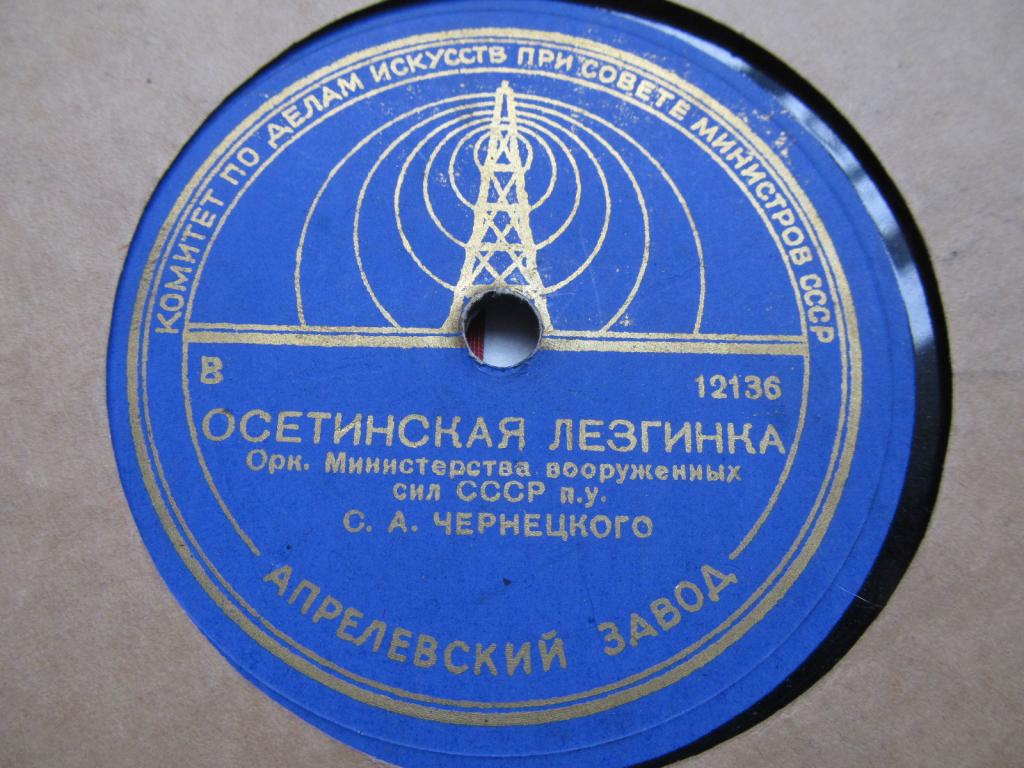 КОМИТЕТ ПО ДЕЛАМ ИСКУССТВ ПРИ СОВЕТЕ МИНИСТРОВ СССР
В 12136
ОСЕТИНСКАЯ ЛЕЗГИНКА
Орк. Министерства вооруженных
сил СССР п.у.
С. А. ЧЕРНЕЦКОГО
АПРЕЛЕВСКИЙ ЗАВОД